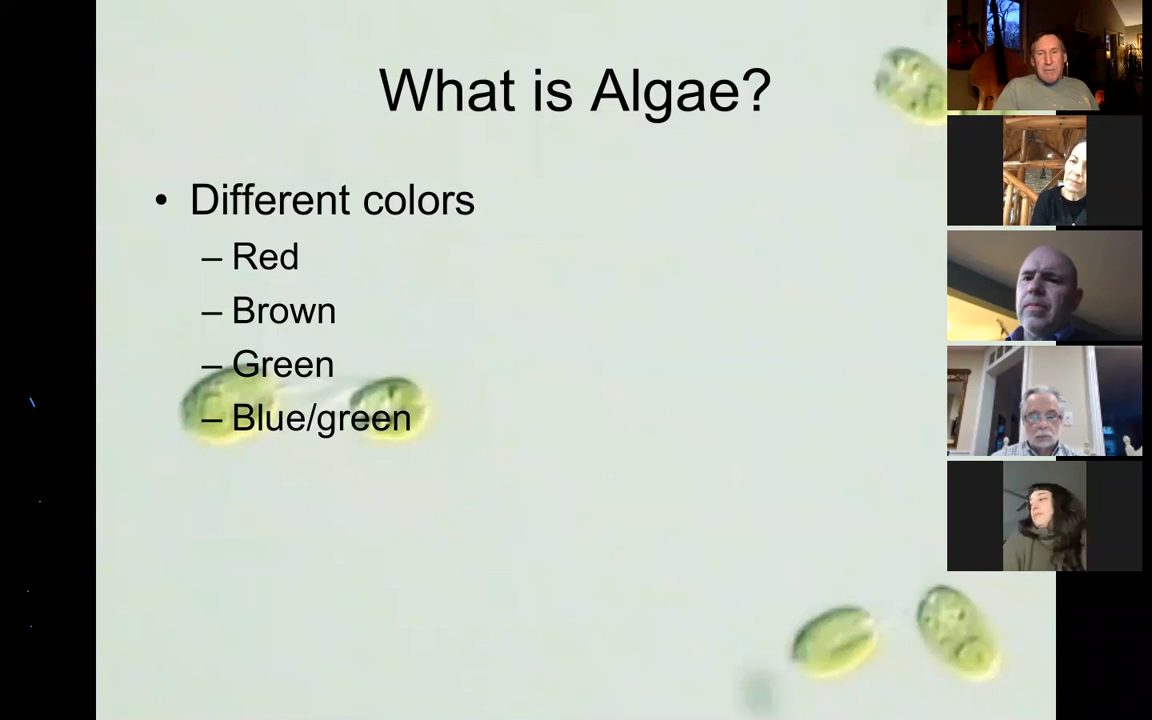 What is Algae?
• Different colors
– Red
– Brown
– Green
– Blue/green